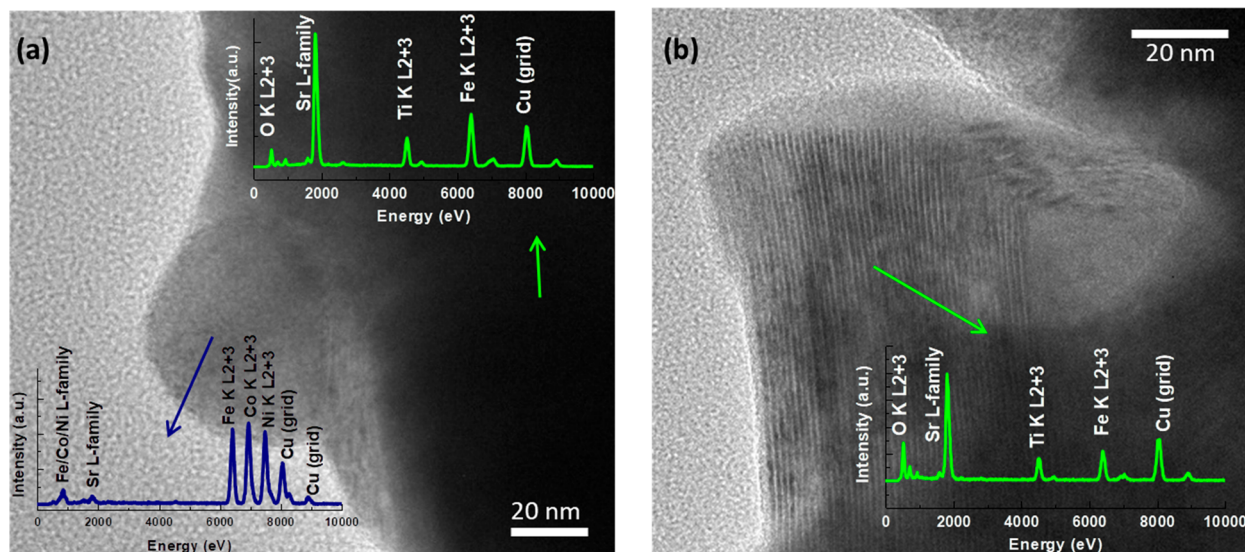 (a)
Intensity(a.u.)
O K L2+3
Sr L-family
Ti K L2+3
Fe K L2+3
Cu (grid)
0 2000 4000 6000 8000 10000
Energy (eV)
Intensity (a.u.)
Fe/Co/Ni L-family
Sr L-family
Fe K L2+3
Co K L2+3
Ni K L2+3
Cu (grid)
Cu (grid)
0 2000 4000 6000 8000 10000
Energy (eV)
20 nm
(b)
20 nm
Intensity (a.u.)
O K L2+3
Sr L-family
Ti K L2+3
Fe K L2+3
Cu (grid)
0 2000 4000 6000 8000 10000
Energy (eV)